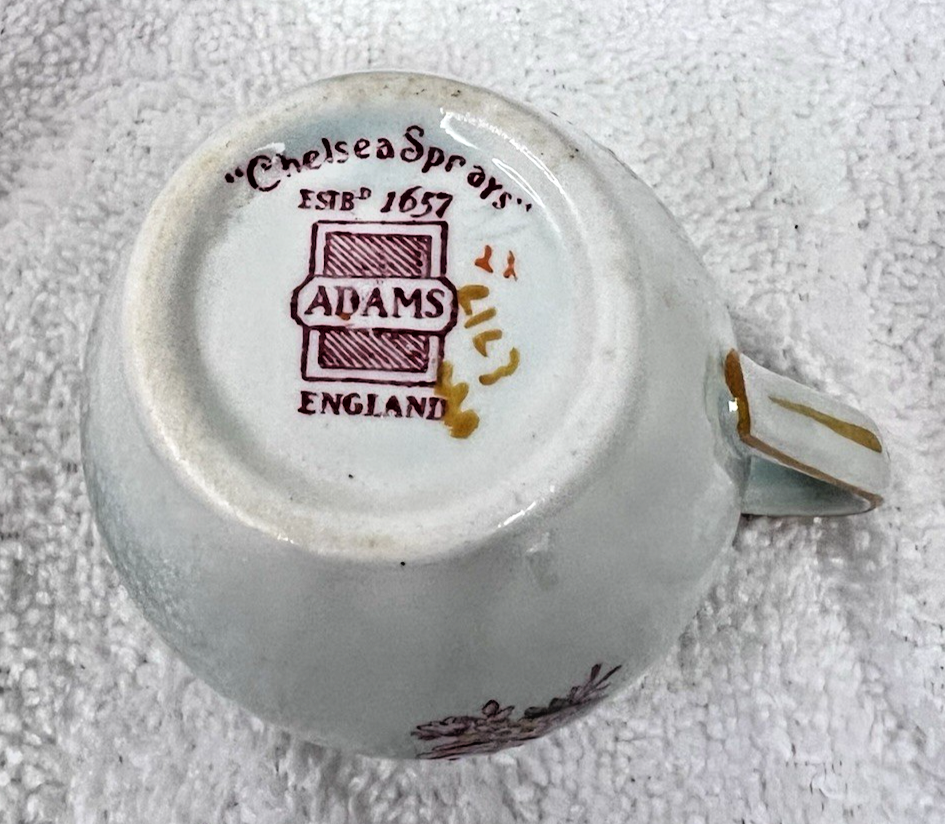 "Chelsea Sprays"
ESTBᴰ 1657
ADAMS
ENGLAND